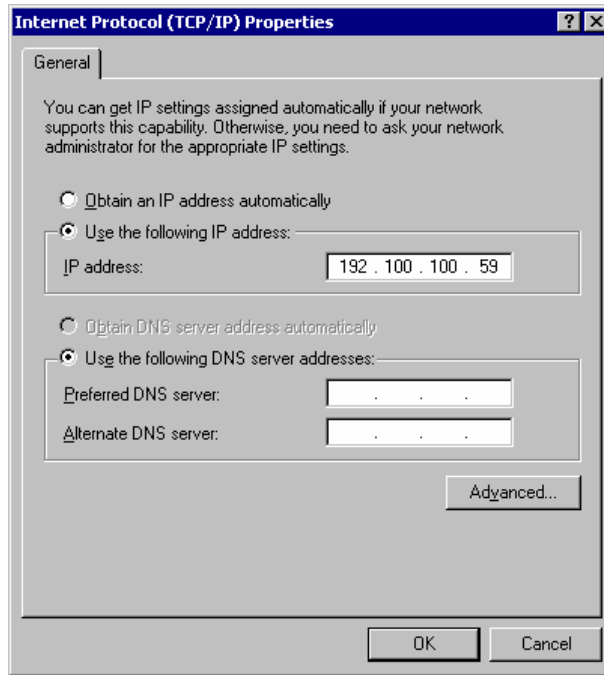 Internet Protocol (TCP/IP) Properties
General
You can get IP settings assigned automatically if your network
supports this capability. Otherwise, you need to ask your network
administrator for the appropriate IP settings.
Obtain an IP address automatically
Use the following IP address:
IP address: 192 . 100 . 100 . 59
Obtain DNS server address automatically
Use the following DNS server addresses:
Preferred DNS server: . . .
Alternate DNS server: . . .
Advanced...
OK Cancel